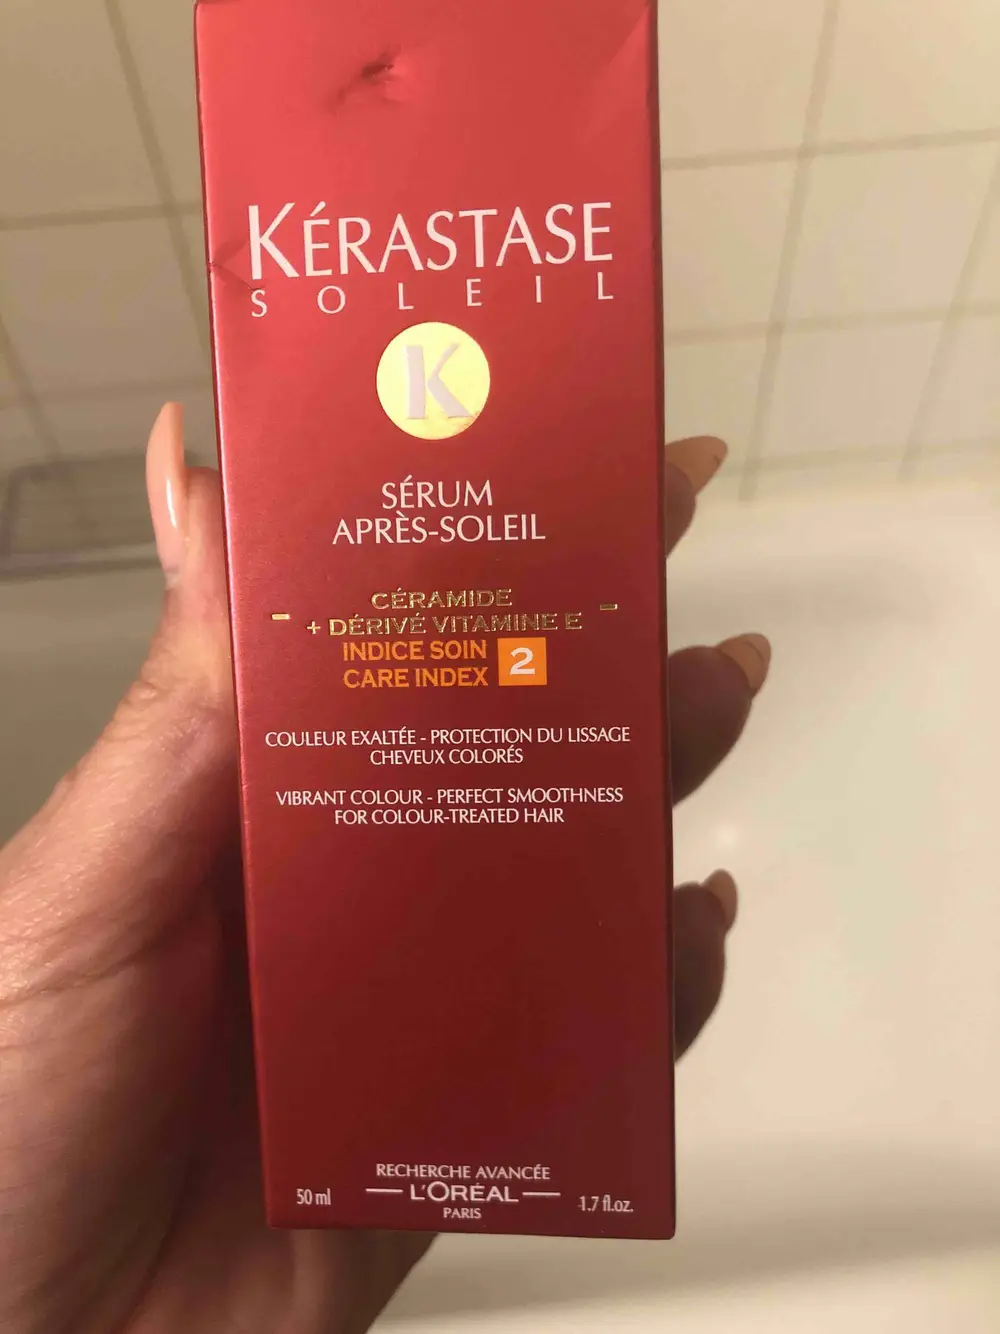 KÉRASTASE
SOLEIL
K
SÉRUM
APRÈS-SOLEIL
- CÉRAMIDE -
+ DÉRIVÉ VITAMINE E
INDICE SOIN
CARE INDEX 2
COULEUR EXALTÉE - PROTECTION DU LISSAGE
CHEVEUX COLORÉS
VIBRANT COLOUR - PERFECT SMOOTHNESS
FOR COLOUR-TREATED HAIR
RECHERCHE AVANCÉE
50 ml — L'ORÉAL — 1.7 fl.oz.
PARIS